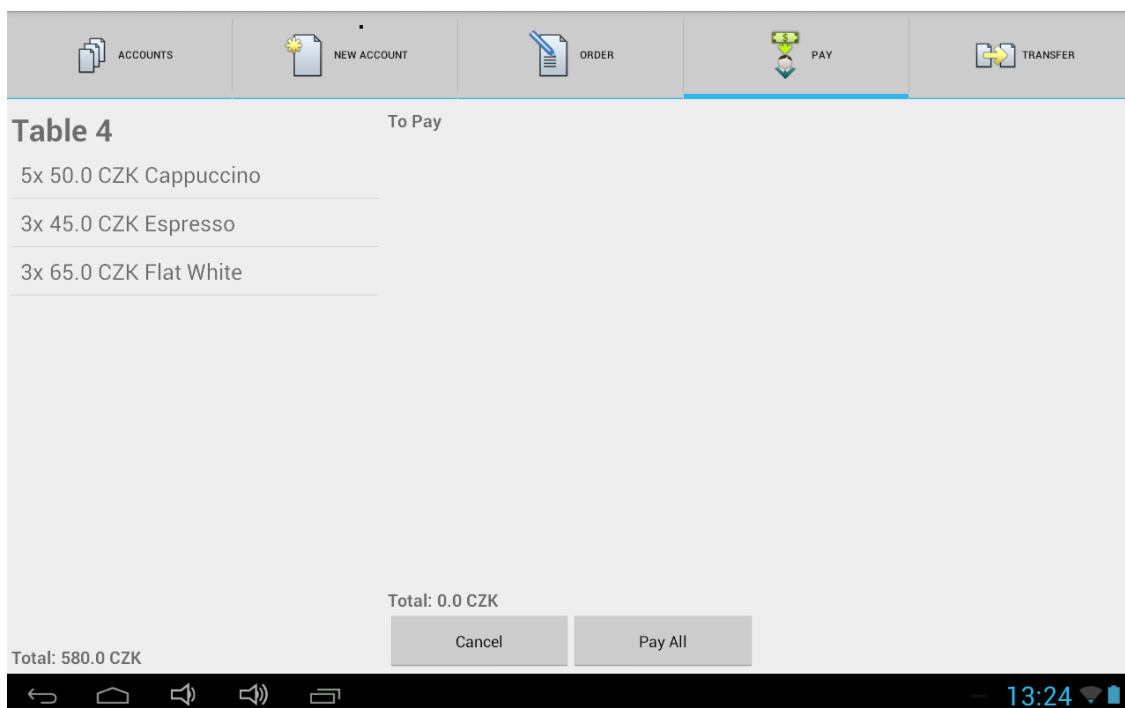 ACCOUNTS
NEW ACCOUNT
ORDER
PAY
TRANSFER
Table 4
5x 50.0 CZK Cappuccino
3x 45.0 CZK Espresso
3x 65.0 CZK Flat White
Total: 580.0 CZK
To Pay
Total: 0.0 CZK
Cancel
Pay All
13:24